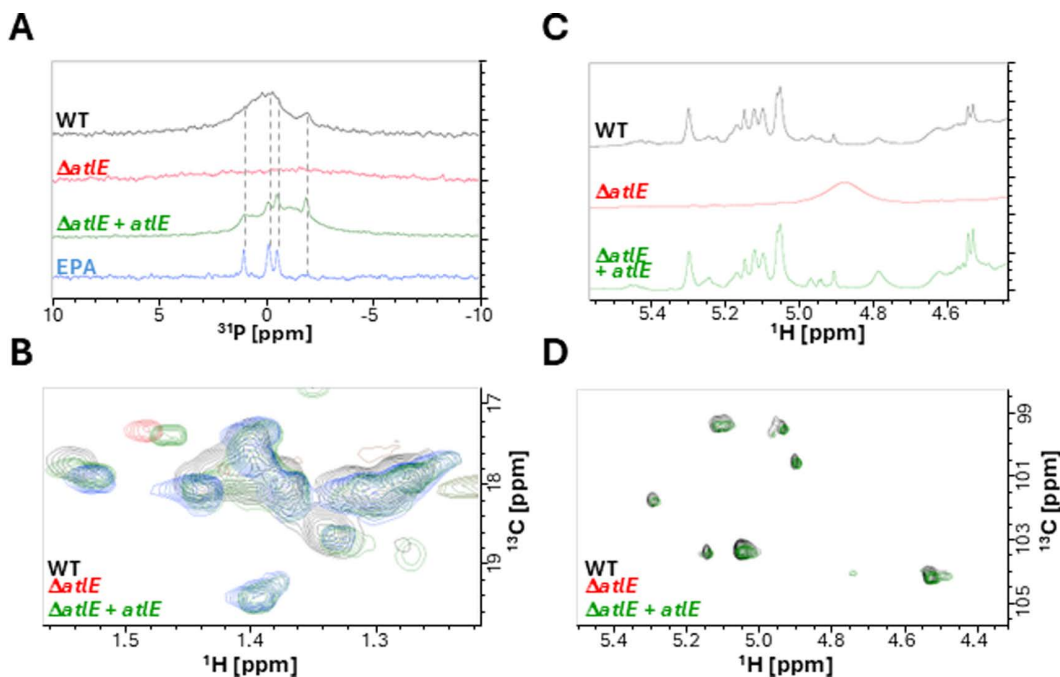 A
WT
ΔatlE
ΔatlE + atlE
EPA
10 5 0 -5 -10
³¹P [ppm]
C
WT
ΔatlE
ΔatlE
+ atlE
5.4 5.2 5.0 4.8 4.6
¹H [ppm]
B
17
18
19
¹³C [ppm]
WT
ΔatlE
ΔatlE + atlE
1.5 1.4 1.3
¹H [ppm]
D
99
101
103
105
¹³C [ppm]
WT
ΔatlE
ΔatlE + atlE
5.4 5.2 5.0 4.8 4.6 4.4
¹H [ppm]